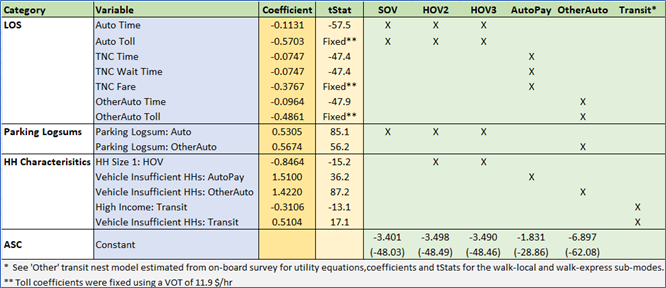 Category Variable Coefficient tStat SOV HOV2 HOV3 AutoPay OtherAuto Transit*
LOS Auto Time -0.1131 -57.5 X X X
Auto Toll -0.5703 Fixed** X X X
TNC Time -0.0747 -47.4 X
TNC Wait Time -0.0747 -47.4 X
TNC Fare -0.3767 Fixed** X
OtherAuto Time -0.0964 -47.9 X
OtherAuto Toll -0.4861 Fixed** X
Parking Logsums Parking Logsum: Auto 0.5305 85.1 X X X
Parking Logsum: OtherAuto 0.5674 56.2 X
HH Characterisitics HH Size 1: HOV -0.8464 -15.2 X X
Vehicle Insufficient HHs: AutoPay 1.5100 36.2 X
Vehicle Insufficient HHs: OtherAuto 1.4220 87.2 X
High Income: Transit -0.3106 -13.1 X
Vehicle Insufficient HHs: Transit 0.5104 17.1 X
ASC Constant -3.401 -3.498 -3.490 -1.831 -6.897
(-48.03) (-48.49) (-48.46) (-28.86) (-62.08)
* See 'Other' transit nest model estimated from on-board survey for utility equations,coefficients and tStats for the walk-local and walk-express sub-modes.
** Toll coefficients were fixed using a VOT of 11.9 $/hr